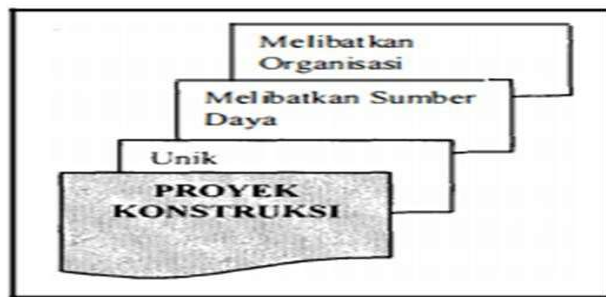 Melibatkan
Organisasi
Melibatkan Sumber
Daya
Unik
PROYEK
KONSTRUKSI